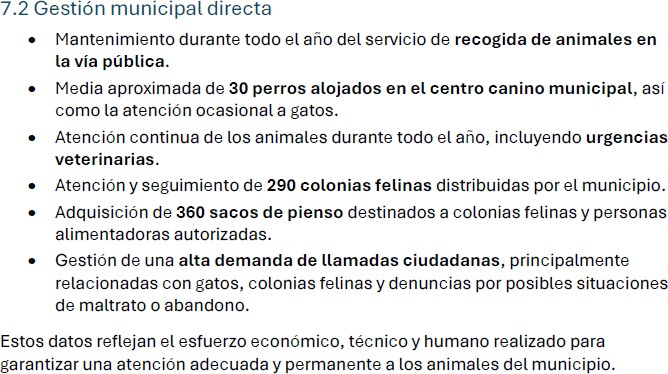 7.2 Gestión municipal directa
• Mantenimiento durante todo el año del servicio de recogida de animales en
la vía pública.
• Media aproximada de 30 perros alojados en el centro canino municipal, así
como la atención ocasional a gatos.
• Atención continua de los animales durante todo el año, incluyendo urgencias
veterinarias.
• Atención y seguimiento de 290 colonias felinas distribuidas por el municipio.
• Adquisición de 360 sacos de pienso destinados a colonias felinas y personas
alimentadoras autorizadas.
• Gestión de una alta demanda de llamadas ciudadanas, principalmente
relacionadas con gatos, colonias felinas y denuncias por posibles situaciones
de maltrato o abandono.
Estos datos reflejan el esfuerzo económico, técnico y humano realizado para
garantizar una atención adecuada y permanente a los animales del municipio.